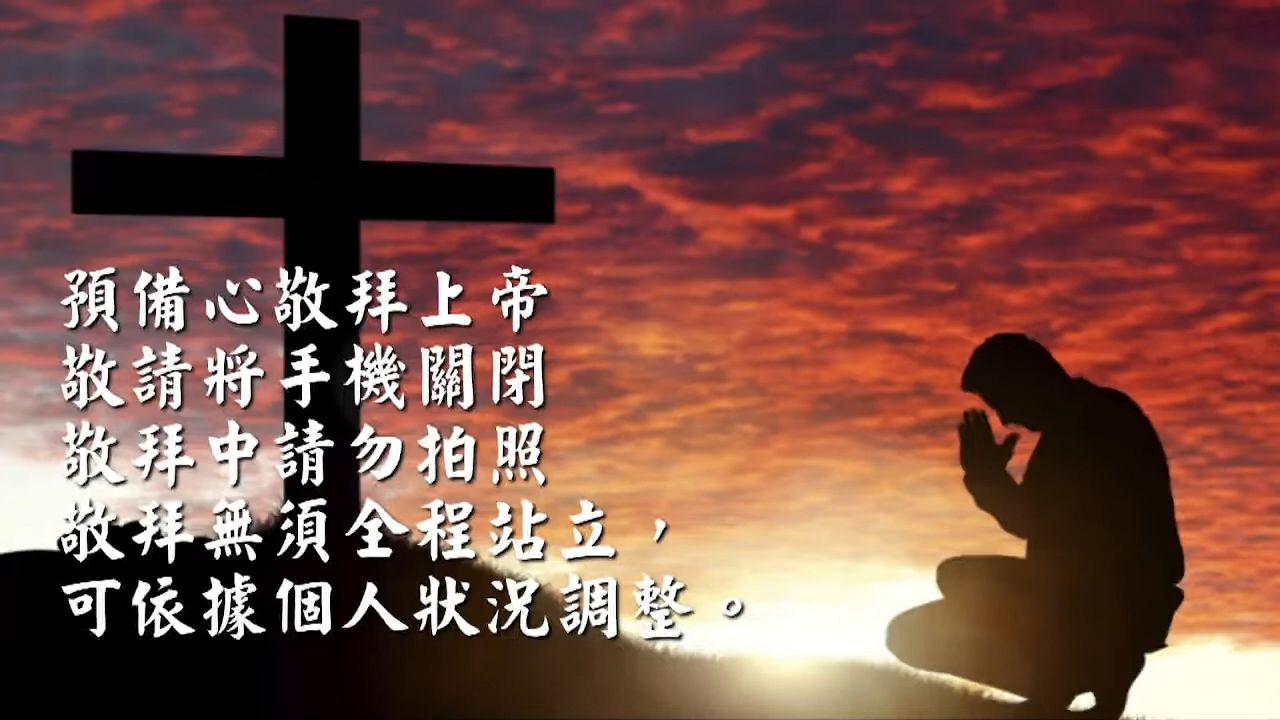 預備心敬拜上帝
敬請將手機關閉
敬拜中請勿拍照
敬拜無須全程站立，
可依據個人狀況調整。